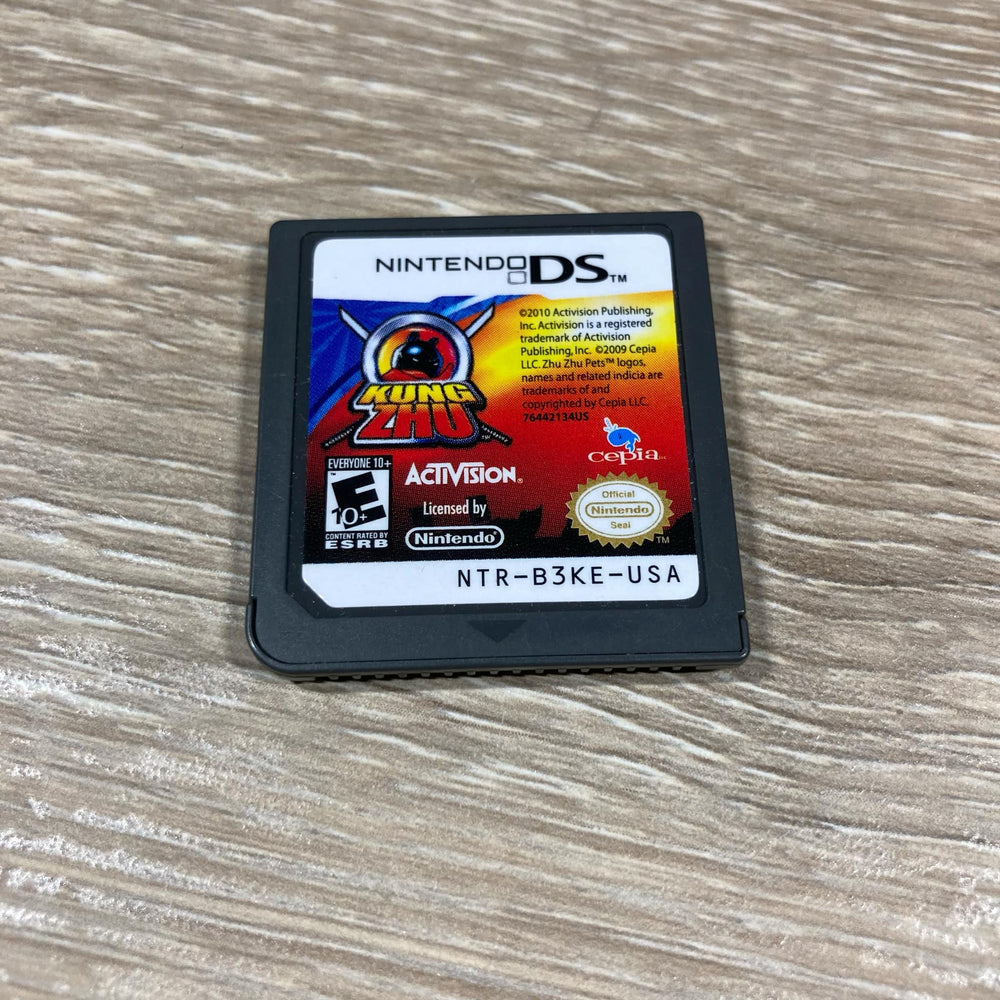 NINTENDO DS™
©2010 Activision Publishing,
Inc. Activision is a registered
trademark of Activision
Publishing, Inc. ©2009 Cepia
LLC. Zhu Zhu Pets™ logos,
names and related indicia are
trademarks of and
copyrighted by Cepia LLC.
76442134US
KUNG
ZHU
cepia LLC
EVERYONE 10+
E
10+
CONTENT RATED BY
ESRB
ACTIVISION®
Licensed by
Nintendo®
Official
Nintendo
Seal
TM
NTR-B3KE-USA